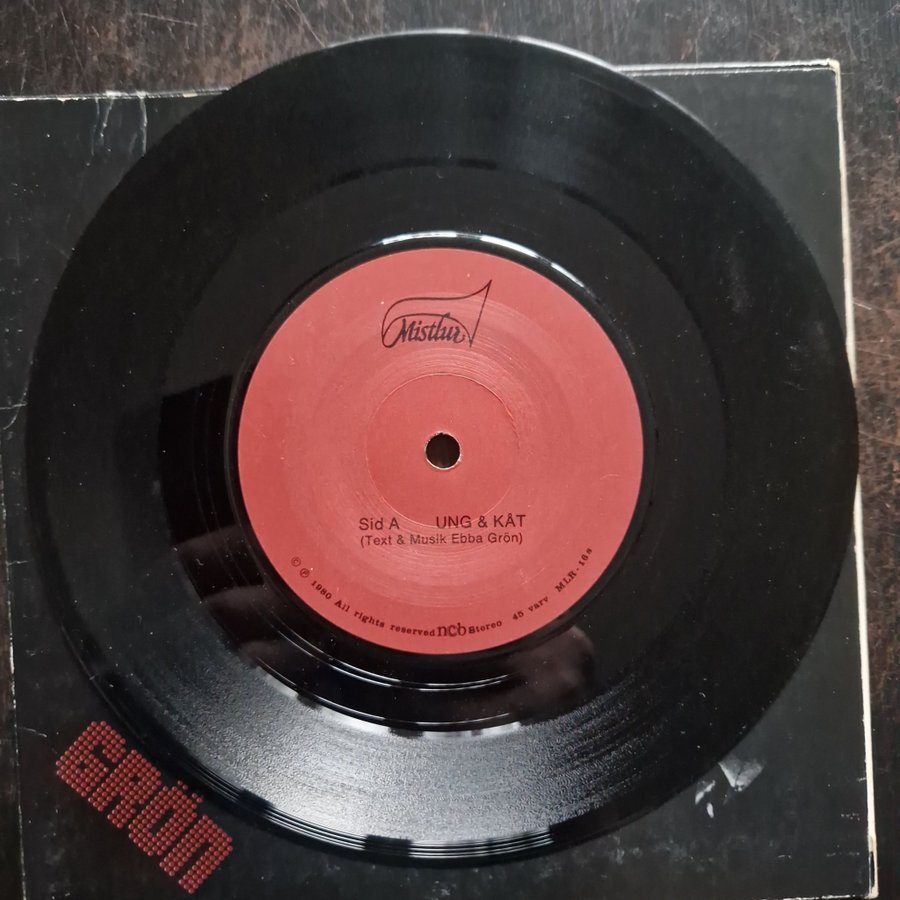 Mistlur
Sid A UNG & KÅT
(Text & Musik Ebba Grön)
© ℗ 1980 All rights reserved ncb Stereo 45 varv MLR-16s
GRÖN